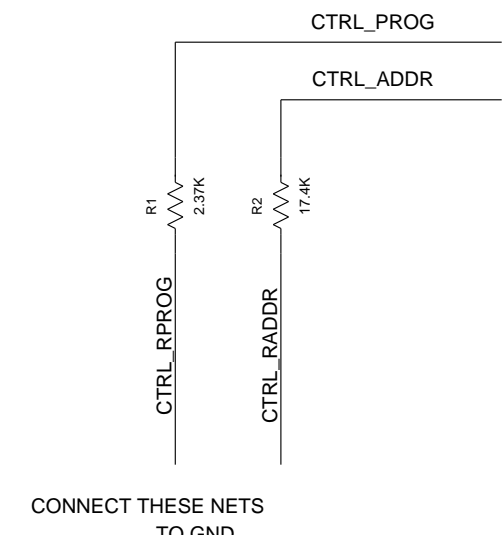 CTRL_PROG
CTRL_ADDR
R1
2.37K
R2
17.4K
CTRL_RPROG
CTRL_RADDR
CONNECT THESE NETS
TO GND